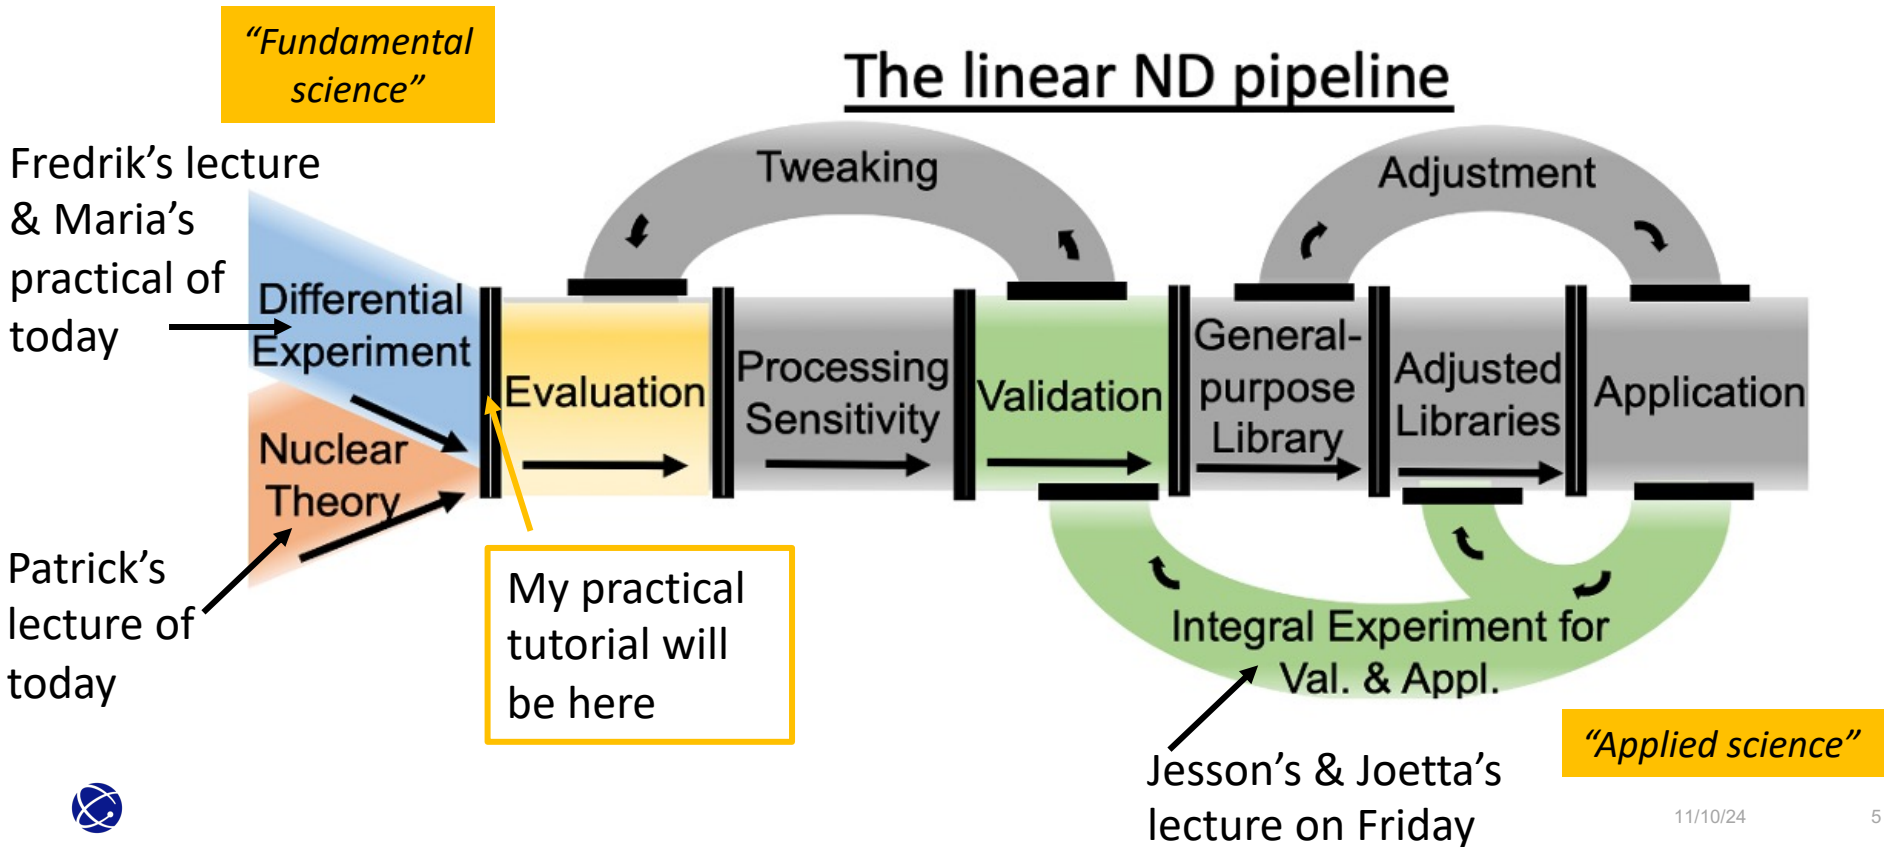 “Fundamental
science”
The linear ND pipeline
Fredrik’s lecture
& Maria’s
practical of
today
Tweaking
Adjustment
Differential
Experiment
Nuclear
Theory
Evaluation
Processing
Sensitivity
Validation
General-
purpose
Library
Adjusted
Libraries
Application
Patrick’s
lecture of
today
My practical
tutorial will
be here
Integral Experiment for
Val. & Appl.
“Applied science”
Jesson’s & Joetta’s
lecture on Friday
11/10/24
5